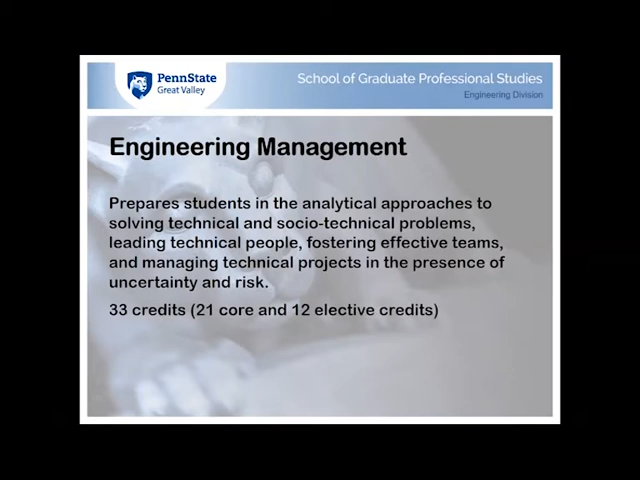 PennState
Great Valley
School of Graduate Professional Studies
Engineering Division
Engineering Management
Prepares students in the analytical approaches to
solving technical and socio-technical problems,
leading technical people, fostering effective teams,
and managing technical projects in the presence of
uncertainty and risk.
33 credits (21 core and 12 elective credits)